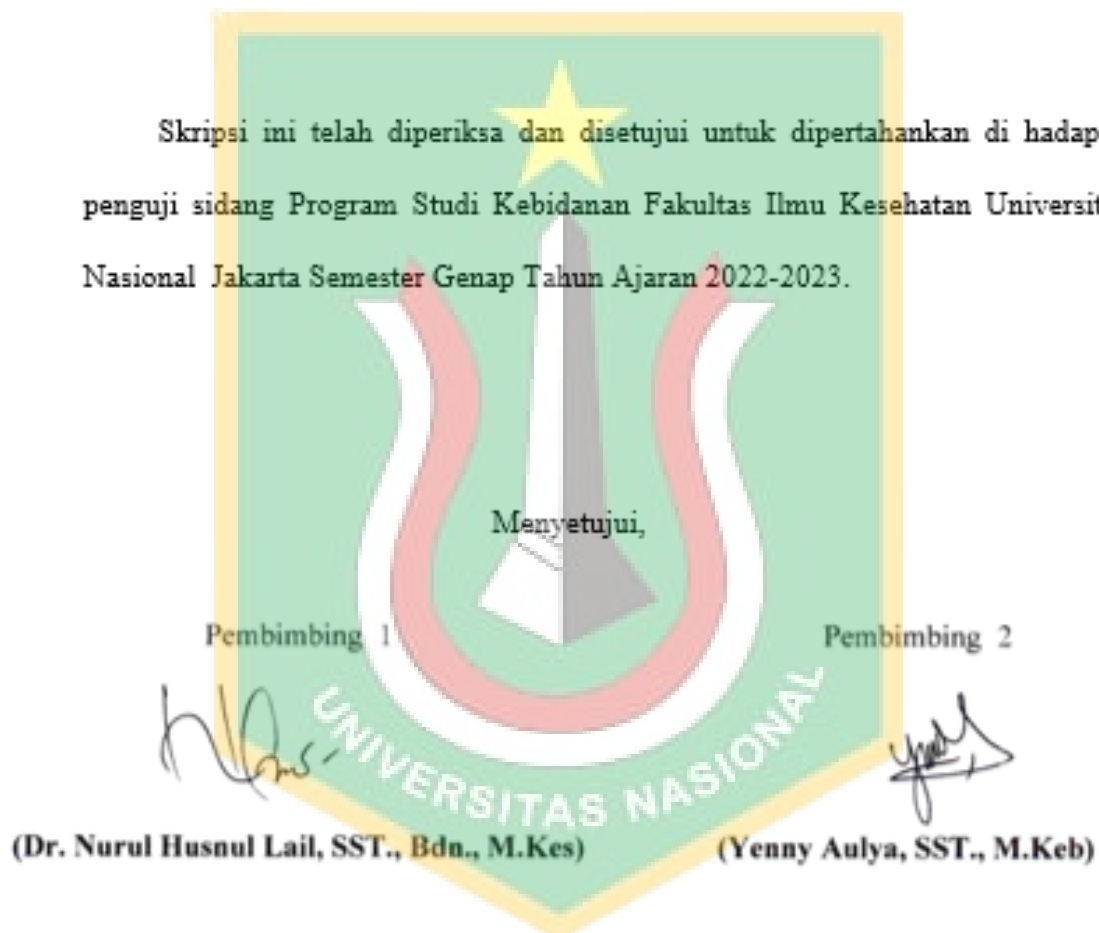 Skripsi ini telah diperiksa dan disetujui untuk dipertahankan di hadap
penguji sidang Program Studi Kebidanan Fakultas Ilmu Kesehatan Universit
Nasional Jakarta Semester Genap Tahun Ajaran 2022-2023.
Menyetujui,
Pembimbing 1 Pembimbing 2
UNIVERSITAS NASIONAL
(Dr. Nurul Husnul Lail, SST., Bdn., M.Kes) (Yenny Aulya, SST., M.Keb)